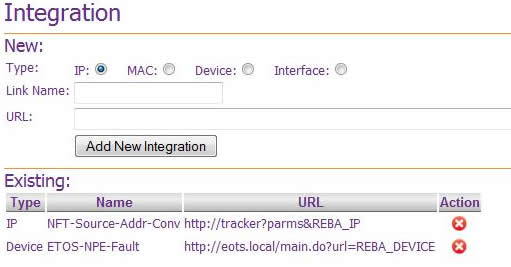 Integration
New:
Type: IP: MAC: Device: Interface:
Link Name:
URL:
Add New Integration
Existing:
Type Name URL Action
IP NFT-Source-Addr-Conv http://tracker?parms&REBA_IP
Device ETOS-NPE-Fault http://eots.local/main.do?url=REBA_DEVICE